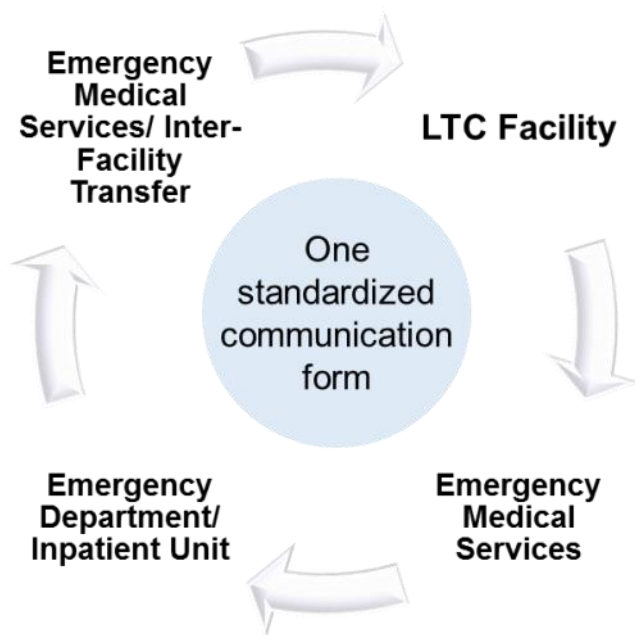 Emergency
Medical
Services/ Inter-
Facility
Transfer
LTC Facility
One
standardized
communication
form
Emergency
Department/
Inpatient Unit
Emergency
Medical
Services